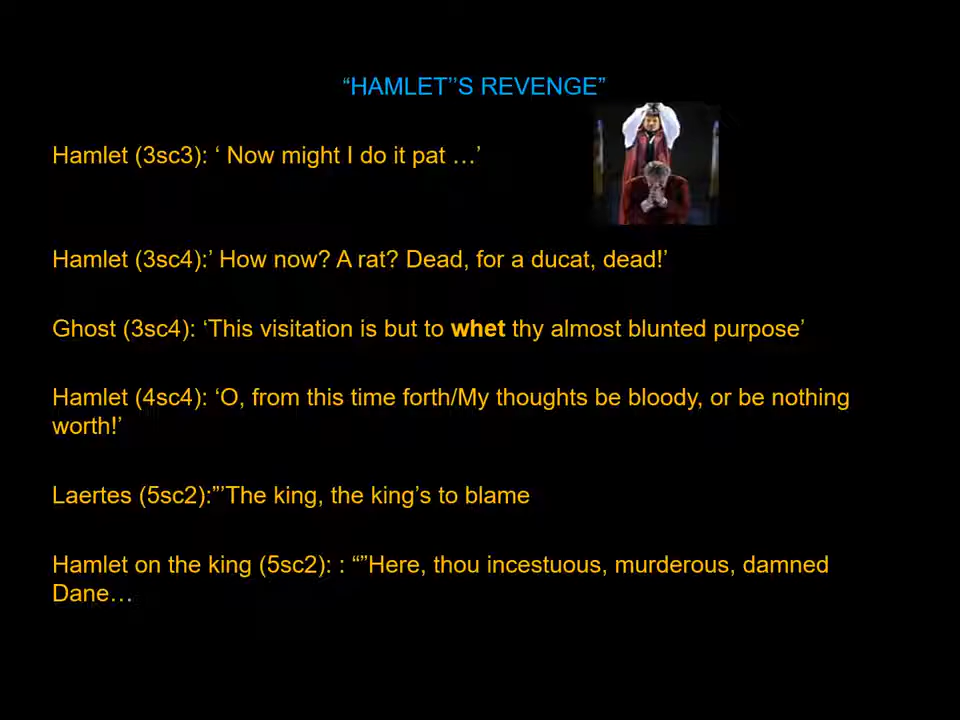 “HAMLET’’S REVENGE”
Hamlet (3sc3): ‘ Now might I do it pat …’
Hamlet (3sc4):’ How now? A rat? Dead, for a ducat, dead!’
Ghost (3sc4): ‘This visitation is but to whet thy almost blunted purpose’
Hamlet (4sc4): ‘O, from this time forth/My thoughts be bloody, or be nothing
worth!’
Laertes (5sc2):”’The king, the king’s to blame
Hamlet on the king (5sc2): : “”Here, thou incestuous, murderous, damned
Dane…